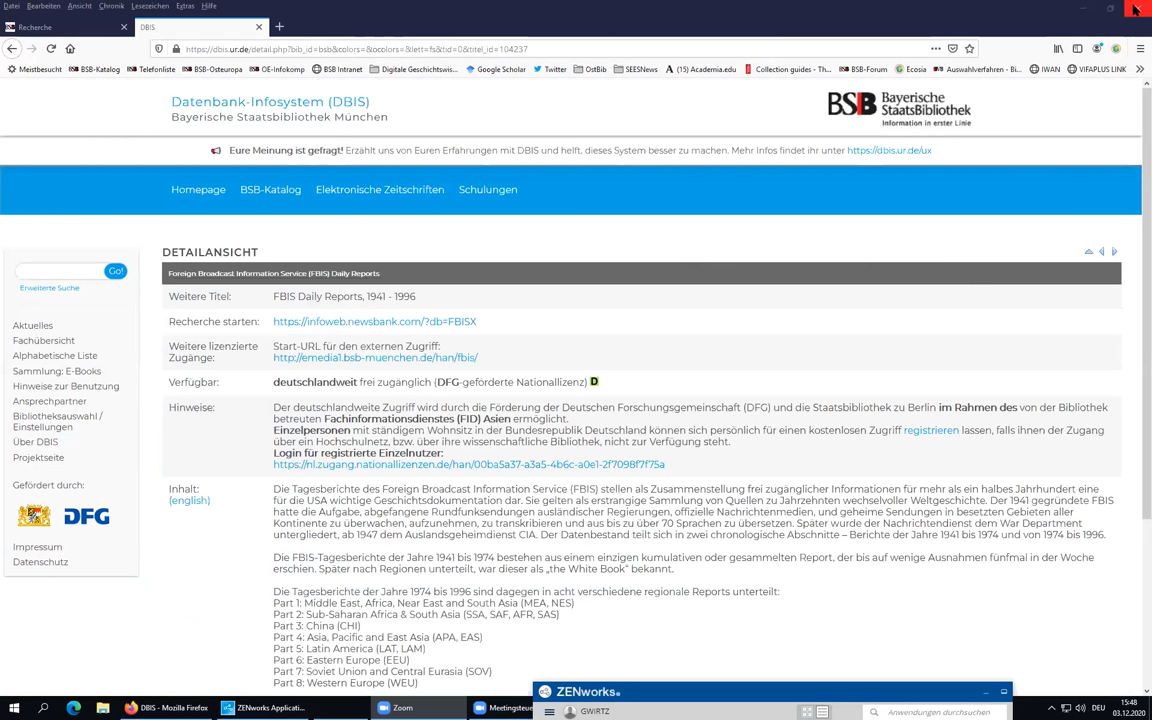 Datei Bearbeiten Ansicht Chronik Lesezeichen Extras Hilfe
Recherche
DBIS
https://dbis.ur.de/detail.php?bib_id=bsb&colors=&ocolors=&lett=fs&tid=0&titel_id=104237
Meistbesucht BSB-Katalog Telefonliste BSB-Osteuropa OE-Infokomp BSB Intranet Digitale Geschichtswis... Google Scholar Twitter OstBib SEESNews (15) Academia.edu Collection guides - Th... BSB-Forum Ecosia Auswahlverfahren - Bi... IWAN VIFAPLUS LINK
Datenbank-Infosystem (DBIS)
Bayerische Staatsbibliothek München
BSB Bayerische
StaatsBibliothek
Information in erster Linie
Eure Meinung ist gefragt! Erzählt uns von Euren Erfahrungen mit DBIS und helft, dieses System besser zu machen. Mehr Infos findet ihr unter https://dbis.ur.de/ux
Homepage BSB-Katalog Elektronische Zeitschriften Schulungen
Go!
Erweiterte Suche
Aktuelles
Fachübersicht
Alphabetische Liste
Sammlung: E-Books
Hinweise zur Benutzung
Ansprechpartner
Bibliotheksauswahl /
Einstellungen
Über DBIS
Projektseite
Gefördert durch:
DFG
Impressum
Datenschutz
DETAILANSICHT
Foreign Broadcast Information Service (FBIS) Daily Reports
Weitere Titel: FBIS Daily Reports, 1941 - 1996
Recherche starten: https://infoweb.newsbank.com/?db=FBISX
Weitere lizenzierte Start-URL für den externen Zugriff:
Zugänge: http://emedia1.bsb-muenchen.de/han/fbis/
Verfügbar: deutschlandweit frei zugänglich (DFG-geförderte Nationallizenz) D
Hinweise: Der deutschlandweite Zugriff wird durch die Förderung der Deutschen Forschungsgemeinschaft (DFG) und die Staatsbibliothek zu Berlin im Rahmen des von der Bibliothek
betreuten Fachinformationsdienstes (FID) Asien ermöglicht.
Einzelpersonen mit ständigem Wohnsitz in der Bundesrepublik Deutschland können sich persönlich für einen kostenlosen Zugriff registrieren lassen, falls ihnen der Zugang
über ein Hochschulnetz, bzw. über ihre wissenschaftliche Bibliothek, nicht zur Verfügung steht.
Login für registrierte Einzelnutzer:
https://nl.zugang.nationallizenzen.de/han/00ba5a37-a3a5-4b6c-a0e1-2f7098f7f75a
Inhalt: Die Tagesberichte des Foreign Broadcast Information Service (FBIS) stellen als Zusammenstellung frei zugänglicher Informationen für mehr als ein halbes Jahrhundert eine
(english) für die USA wichtige Geschichtsdokumentation dar. Sie gelten als erstrangige Sammlung von Quellen zu Jahrzehnten wechselvoller Weltgeschichte. Der 1941 gegründete FBIS
hatte die Aufgabe, abgefangene Rundfunksendungen ausländischer Regierungen, offizielle Nachrichtenmedien, und geheime Sendungen in besetzten Gebieten aller
Kontinente zu überwachen, aufzunehmen, zu transkribieren und aus bis zu über 70 Sprachen zu übersetzen. Später wurde der Nachrichtendienst dem War Department
untergliedert, ab 1947 dem Auslandsgeheimdienst CIA. Der Datenbestand teilt sich in zwei chronologische Abschnitte – Berichte der Jahre 1941 bis 1974 und von 1974 bis 1996.
Die FBIS-Tagesberichte der Jahre 1941 bis 1974 bestehen aus einem einzigen kumulativen oder gesammelten Report, der bis auf wenige Ausnahmen fünfmal in der Woche
erschien. Später nach Regionen unterteilt, war dieser als „the White Book" bekannt.
Die Tagesberichte der Jahre 1974 bis 1996 sind dagegen in acht verschiedene regionale Reports unterteilt:
Part 1: Middle East, Africa, Near East and South Asia (MEA, NES)
Part 2: Sub-Saharan Africa & South Asia (SSA, SAF, AFR, SAS)
Part 3: China (CHI)
Part 4: Asia, Pacific and East Asia (APA, EAS)
Part 5: Latin America (LAT, LAM)
Part 6: Eastern Europe (EEU)
Part 7: Soviet Union and Central Eurasia (SOV)
Part 8: Western Europe (WEU)
ZENworks.
GWIRTZ
Anwendungen durchsuchen
DBIS - Mozilla Firefox ZENworks Applicati... Zoom Meetingsteue
DEU
15:48
03.12.2020